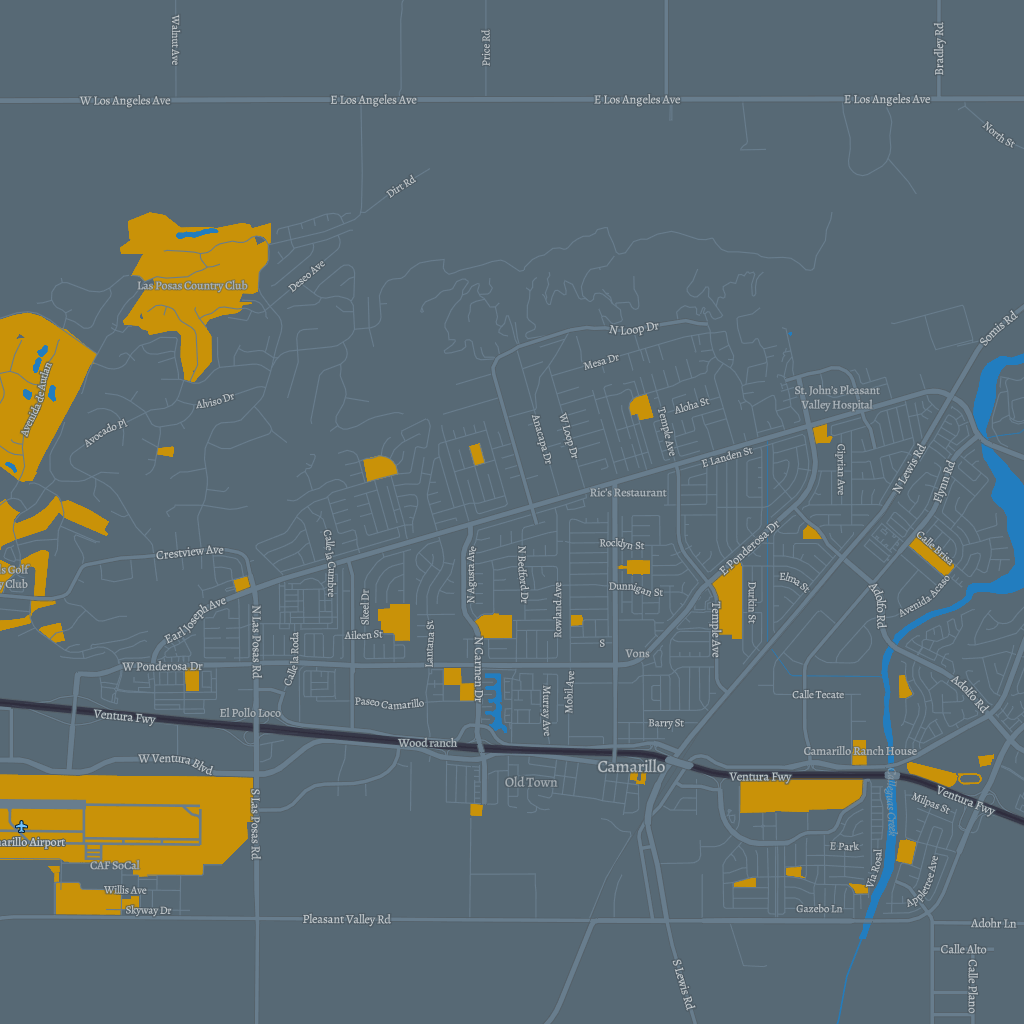 Walnut Ave
Price Rd
Bradley Rd
W Los Angeles Ave
E Los Angeles Ave
E Los Angeles Ave
E Los Angeles Ave
North St
Dirt Rd
Las Posas Country Club
Deseo Ave
N Loop Dr
Somis Rd
Mesa Dr
Avenida de Autlan
Alviso Dr
Avocado Pl
St. John's Pleasant
Valley Hospital
Aloha St
Temple Ave
W Loop Dr
Anacapa Dr
E Landen St
Ciprian Ave
N Lewis Rd
Flynn Rd
Ric's Restaurant
Crestview Ave
Calle la Cumbre
N Agusta Ave
N Bedford Dr
Rocklyn St
E Ponderosa Dr
Calle Brisa
s Golf
y Club
Dunnigan St
Elma St
Durkin St
Avenida Acaso
Adolfo Rd
Earl Joseph Ave
N Las Posas Rd
Skeel Dr
Rowland Ave
Temple Ave
Aileen St
Lantana St
Calle la Roda
N Carmen Dr
S
Vons
W Ponderosa Dr
Paseo Camarillo
Murray Ave
Mobil Ave
Calle Tecate
Adolfo Rd
Ventura Fwy
El Pollo Loco
Barry St
Wood ranch
Camarillo Ranch House
W Ventura Blvd
Camarillo
Old Town
Ventura Fwy
Calleguas Creek
Ventura Fwy
Milpas St
S Las Posas Rd
arillo Airport
CAF SoCal
E Park
Via Rosal
Appletree Ave
Willis Ave
Skyway Dr
Pleasant Valley Rd
Gazebo Ln
Adohr Ln
Calle Alto
S Lewis Rd
Calle Plano